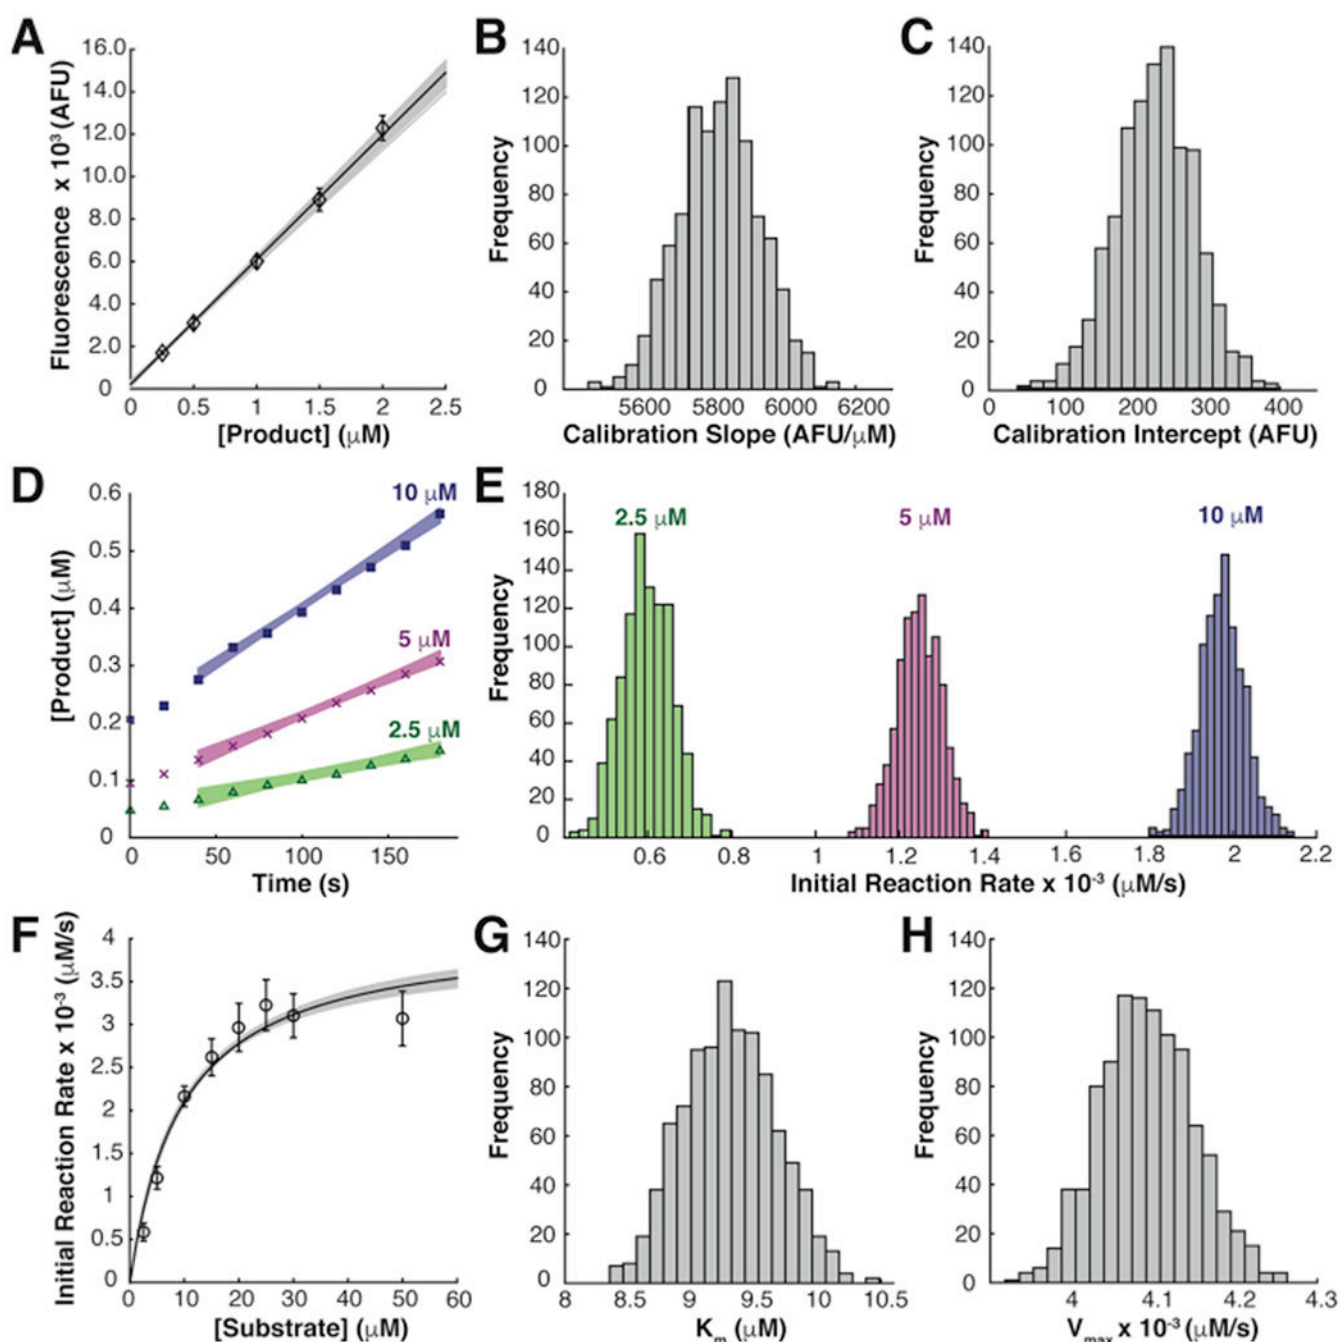 A
Fluorescence x 10³ (AFU)
16.0
14.0
12.0
10.0
8.0
6.0
4.0
2.0
0
0 0.5 1 1.5 2 2.5
[Product] (μM)
B
Frequency
140
120
100
80
60
40
20
0
5600 5800 6000 6200
Calibration Slope (AFU/μM)
C
Frequency
140
120
100
80
60
40
20
0
0 100 200 300 400
Calibration Intercept (AFU)
D
[Product] (μM)
0.6
0.5
0.4
0.3
0.2
0.1
0
10 μM
5 μM
2.5 μM
0 50 100 150
Time (s)
E
Frequency
180
160
140
120
100
80
60
40
20
0
2.5 μM 5 μM 10 μM
0.6 0.8 1 1.2 1.4 1.6 1.8 2 2.2
Initial Reaction Rate x 10⁻³ (μM/s)
F
Initial Reaction Rate x 10⁻³ (μM/s)
4
3.5
3
2.5
2
1.5
1
0.5
0
0 10 20 30 40 50 60
[Substrate] (μM)
G
Frequency
140
120
100
80
60
40
20
0
8 8.5 9 9.5 10 10.5
Kₘ (μM)
H
Frequency
140
120
100
80
60
40
20
0
4 4.1 4.2 4.3
Vₘₐₓ x 10⁻³ (μM/s)